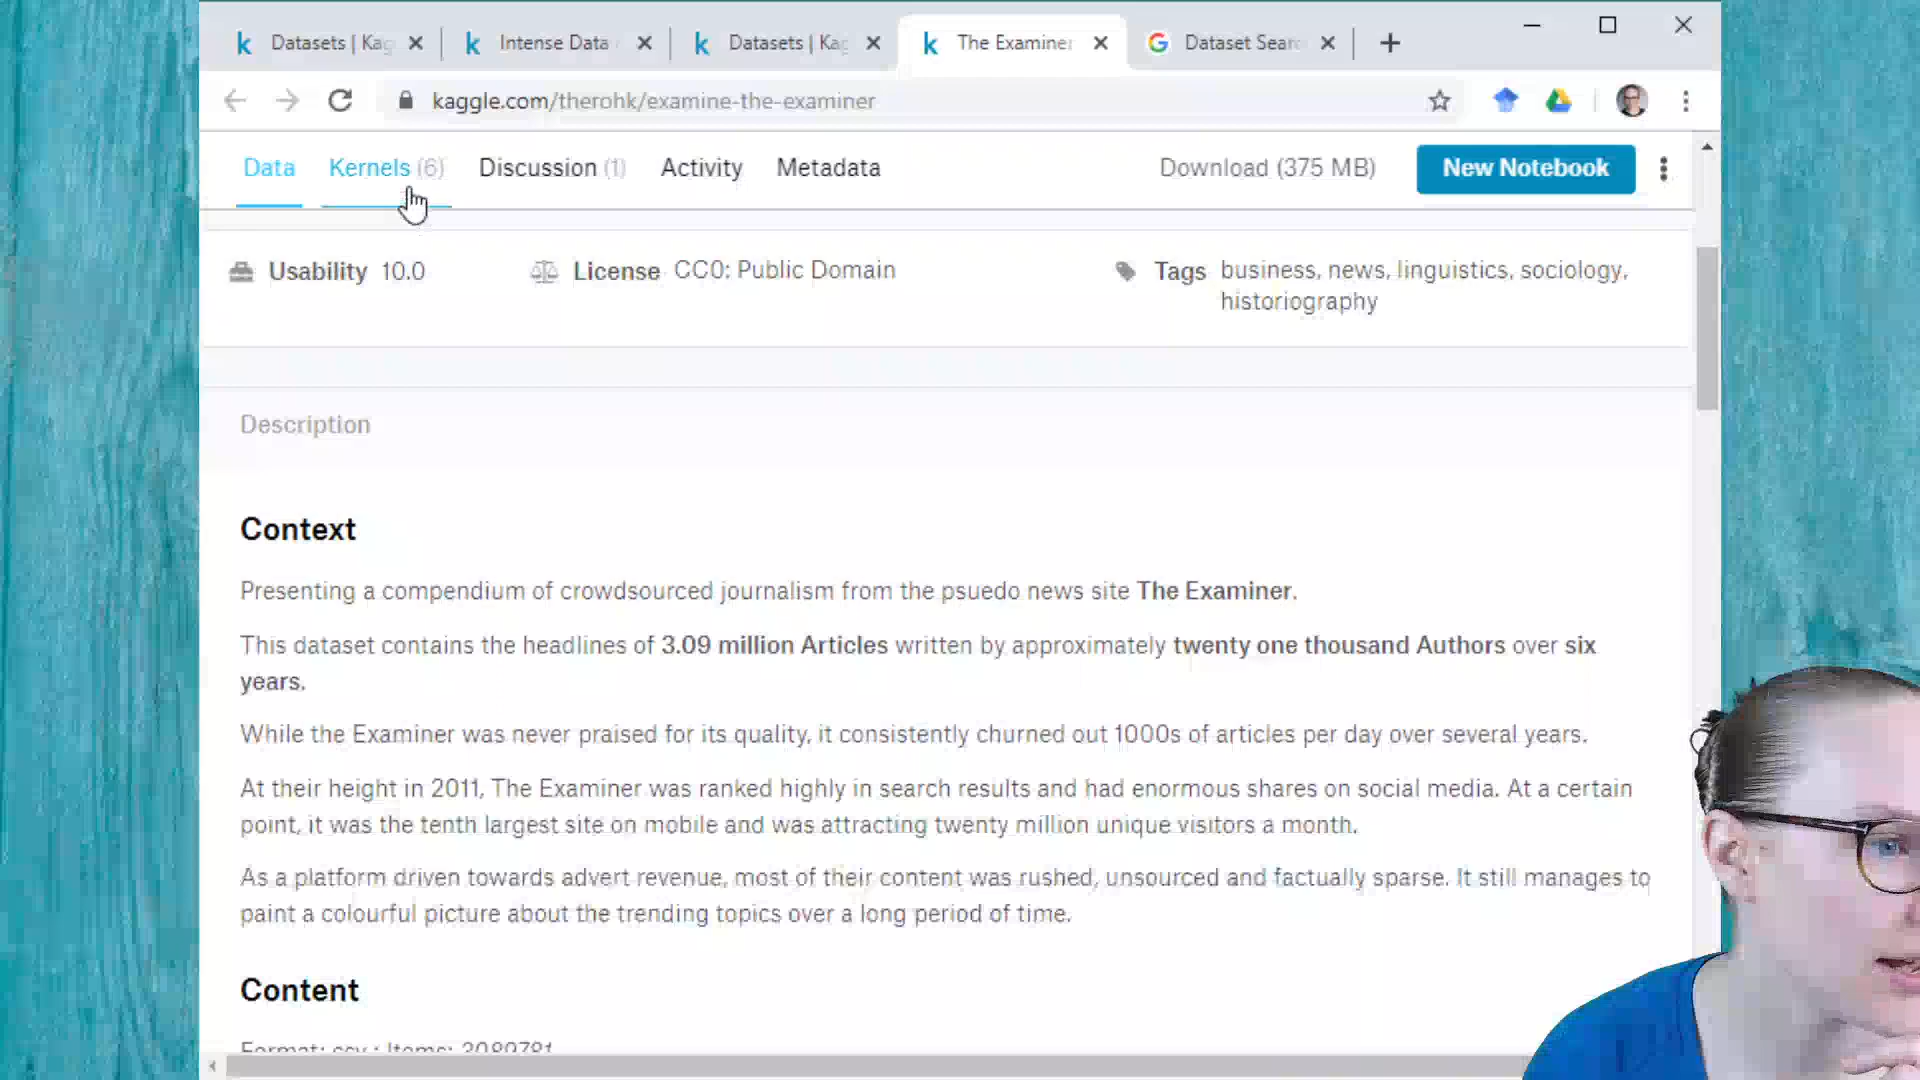 Datasets | Kag
Intense Data
Datasets | Kag
The Examiner
Dataset Sear
kaggle.com/therohk/examine-the-examiner
Data
Kernels (6)
Discussion (1)
Activity
Metadata
Download (375 MB)
New Notebook
Usability 10.0
License CC0: Public Domain
Tags business, news, linguistics, sociology,
historiography
Description
Context
Presenting a compendium of crowdsourced journalism from the psuedo news site The Examiner.
This dataset contains the headlines of 3.09 million Articles written by approximately twenty one thousand Authors over six
years.
While the Examiner was never praised for its quality, it consistently churned out 1000s of articles per day over several years.
At their height in 2011, The Examiner was ranked highly in search results and had enormous shares on social media. At a certain
point, it was the tenth largest site on mobile and was attracting twenty million unique visitors a month.
As a platform driven towards advert revenue, most of their content was rushed, unsourced and factually sparse. It still manages to
paint a colourful picture about the trending topics over a long period of time.
Content
Format: csv ; Items: 3089781